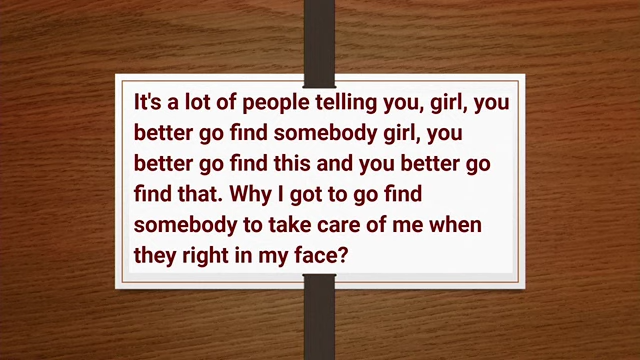 It's a lot of people telling you, girl, you
better go find somebody girl, you
better go find this and you better go
find that. Why I got to go find
somebody to take care of me when
they right in my face?